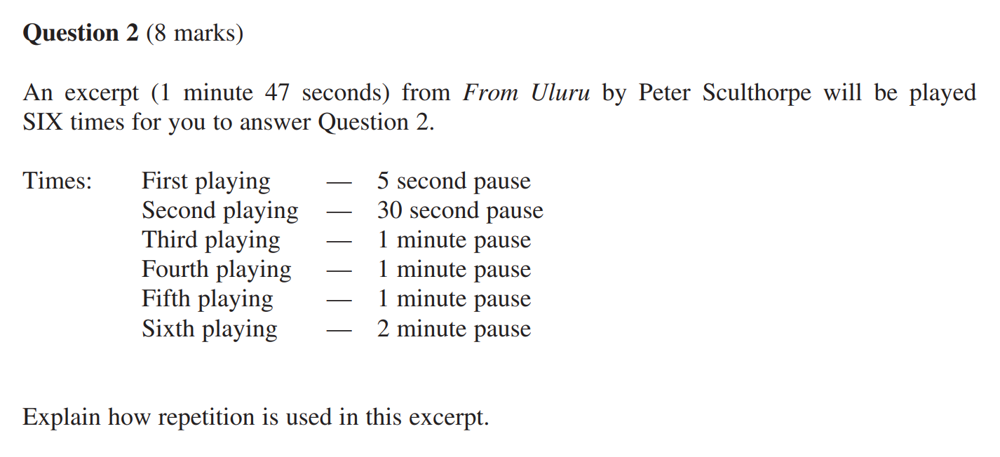 Question 2 (8 marks)
An excerpt (1 minute 47 seconds) from From Uluru by Peter Sculthorpe will be played
SIX times for you to answer Question 2.
Times: First playing — 5 second pause
Second playing — 30 second pause
Third playing — 1 minute pause
Fourth playing — 1 minute pause
Fifth playing — 1 minute pause
Sixth playing — 2 minute pause
Explain how repetition is used in this excerpt.